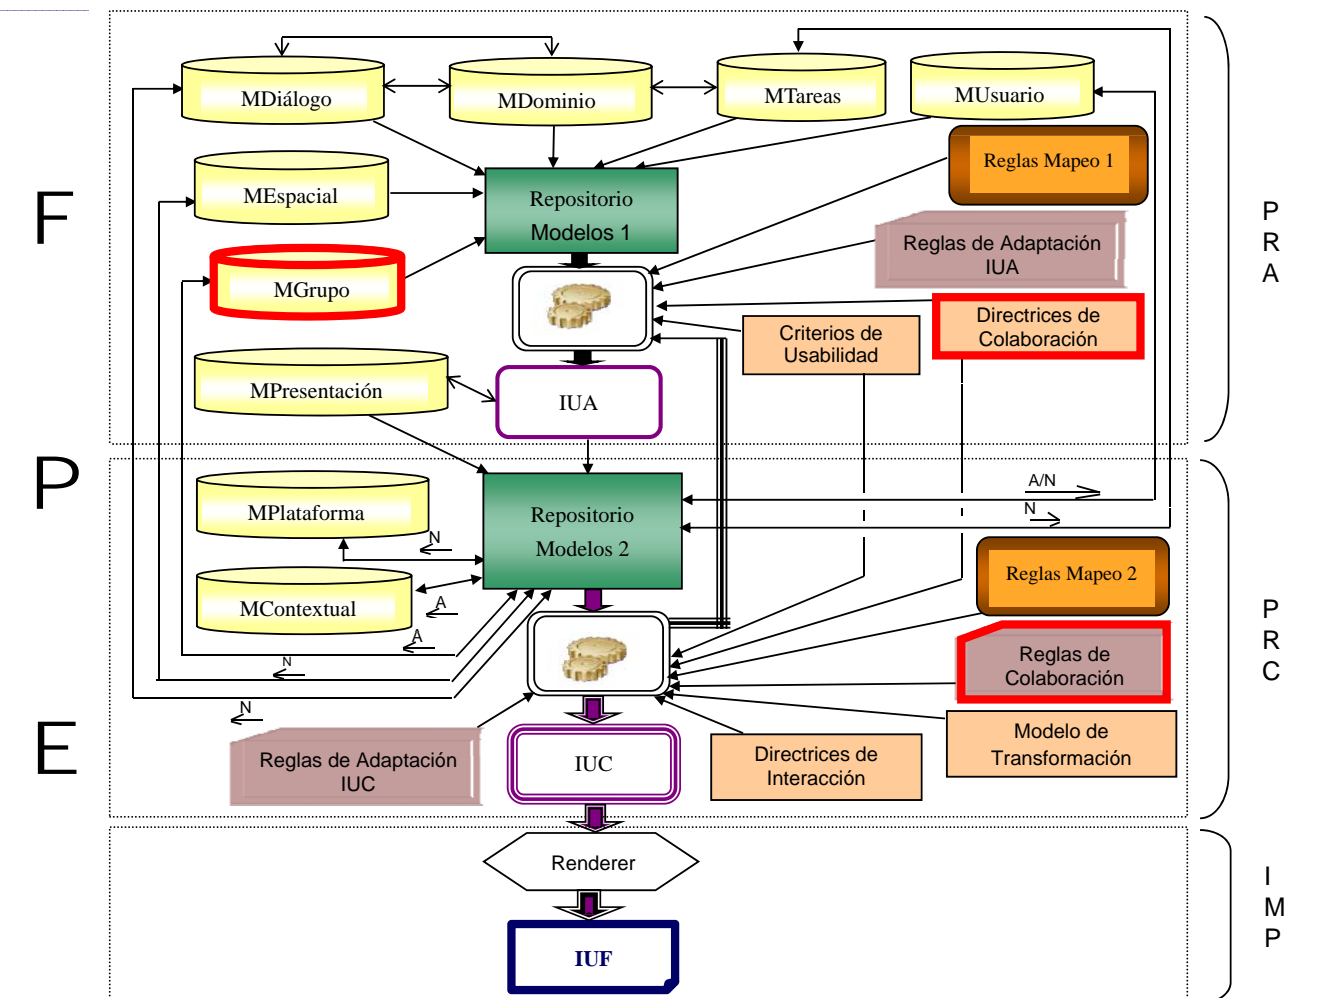 MDiálogo
MDominio
MTareas
MUsuario
Reglas Mapeo 1
MEspacial
Repositorio
Modelos 1
F
P
R
A
Reglas de Adaptación
IUA
MGrupo
Directrices de
Colaboración
Criterios de
Usabilidad
MPresentación
IUA
P
A/N
N
MPlataforma
N
Repositorio
Modelos 2
Reglas Mapeo 2
MContextual
A
A
N
N
P
R
C
Reglas de
Colaboración
E
Reglas de Adaptación
IUC
IUC
Directrices de
Interacción
Modelo de
Transformación
Renderer
I
M
P
IUF